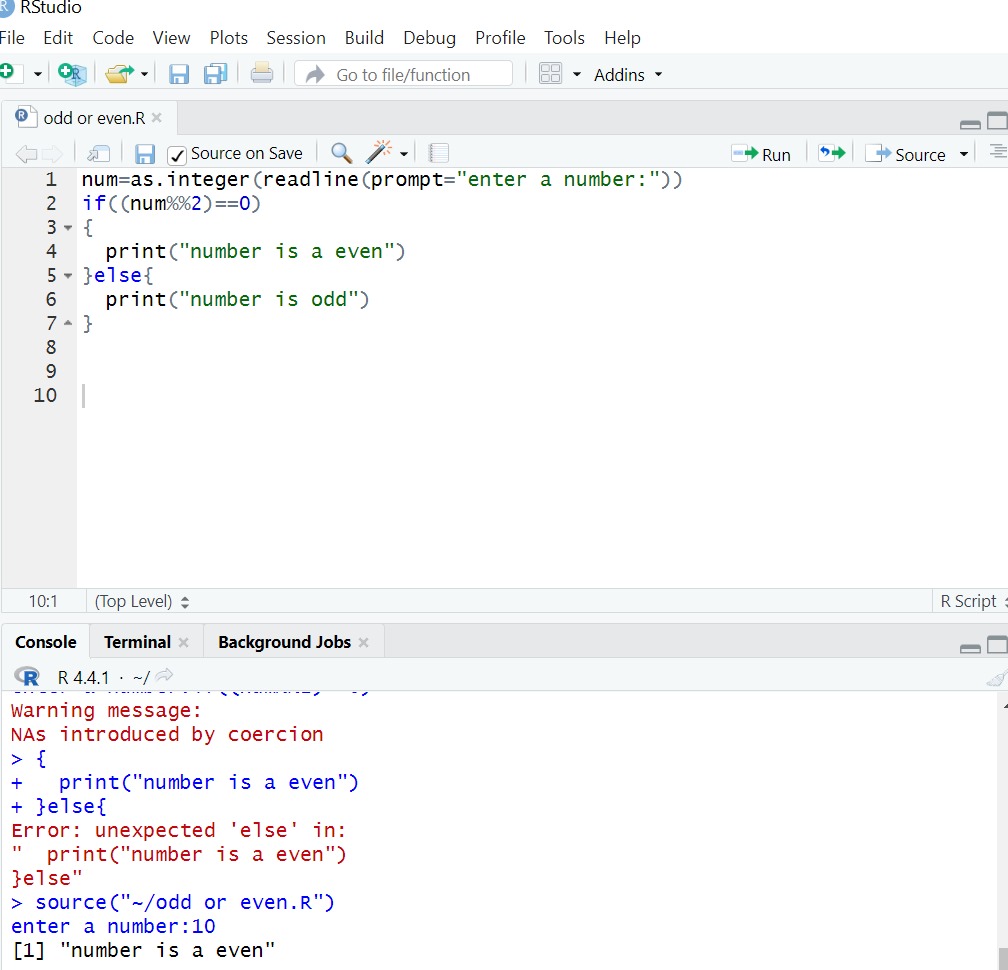 RStudio
File Edit Code View Plots Session Build Debug Profile Tools Help
Go to file/function Addins
odd or even.R
Source on Save Run Source
1 num=as.integer(readline(prompt="enter a number:"))
2 if((num%%2)==0)
3 {
4   print("number is a even")
5 }else{
6   print("number is odd")
7 }
8
9
10
10:1 (Top Level) R Script
Console Terminal Background Jobs
R 4.4.1 · ~/
Warning message:
NAs introduced by coercion
> {
+   print("number is a even")
+ }else{
Error: unexpected 'else' in:
"  print("number is a even")
}else"
> source("~/odd or even.R")
enter a number:10
[1] "number is a even"